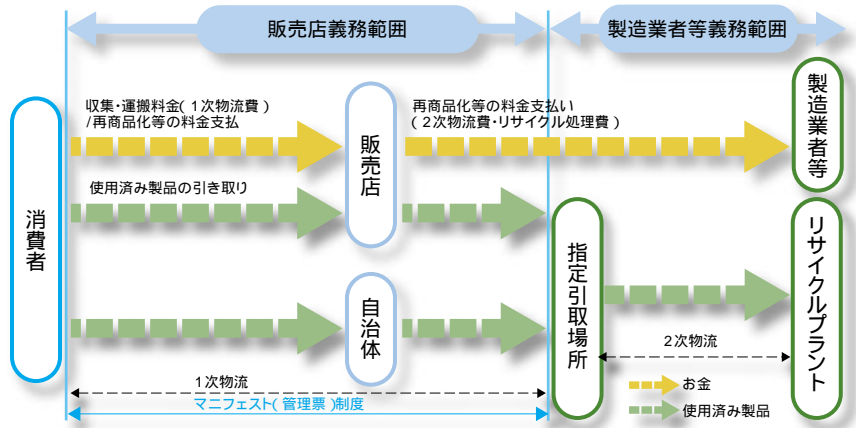 販売店義務範囲
製造業者等義務範囲
収集・運搬料金(1次物流費)
/再商品化等の料金支払
再商品化等の料金支払い
(2次物流費・リサイクル処理費)
製造業者等
販売店
使用済み製品の引き取り
消費者
指定引取場所
リサイクルプラント
自治体
2次物流
1次物流
マニフェスト(管理票)制度
お金
使用済み製品